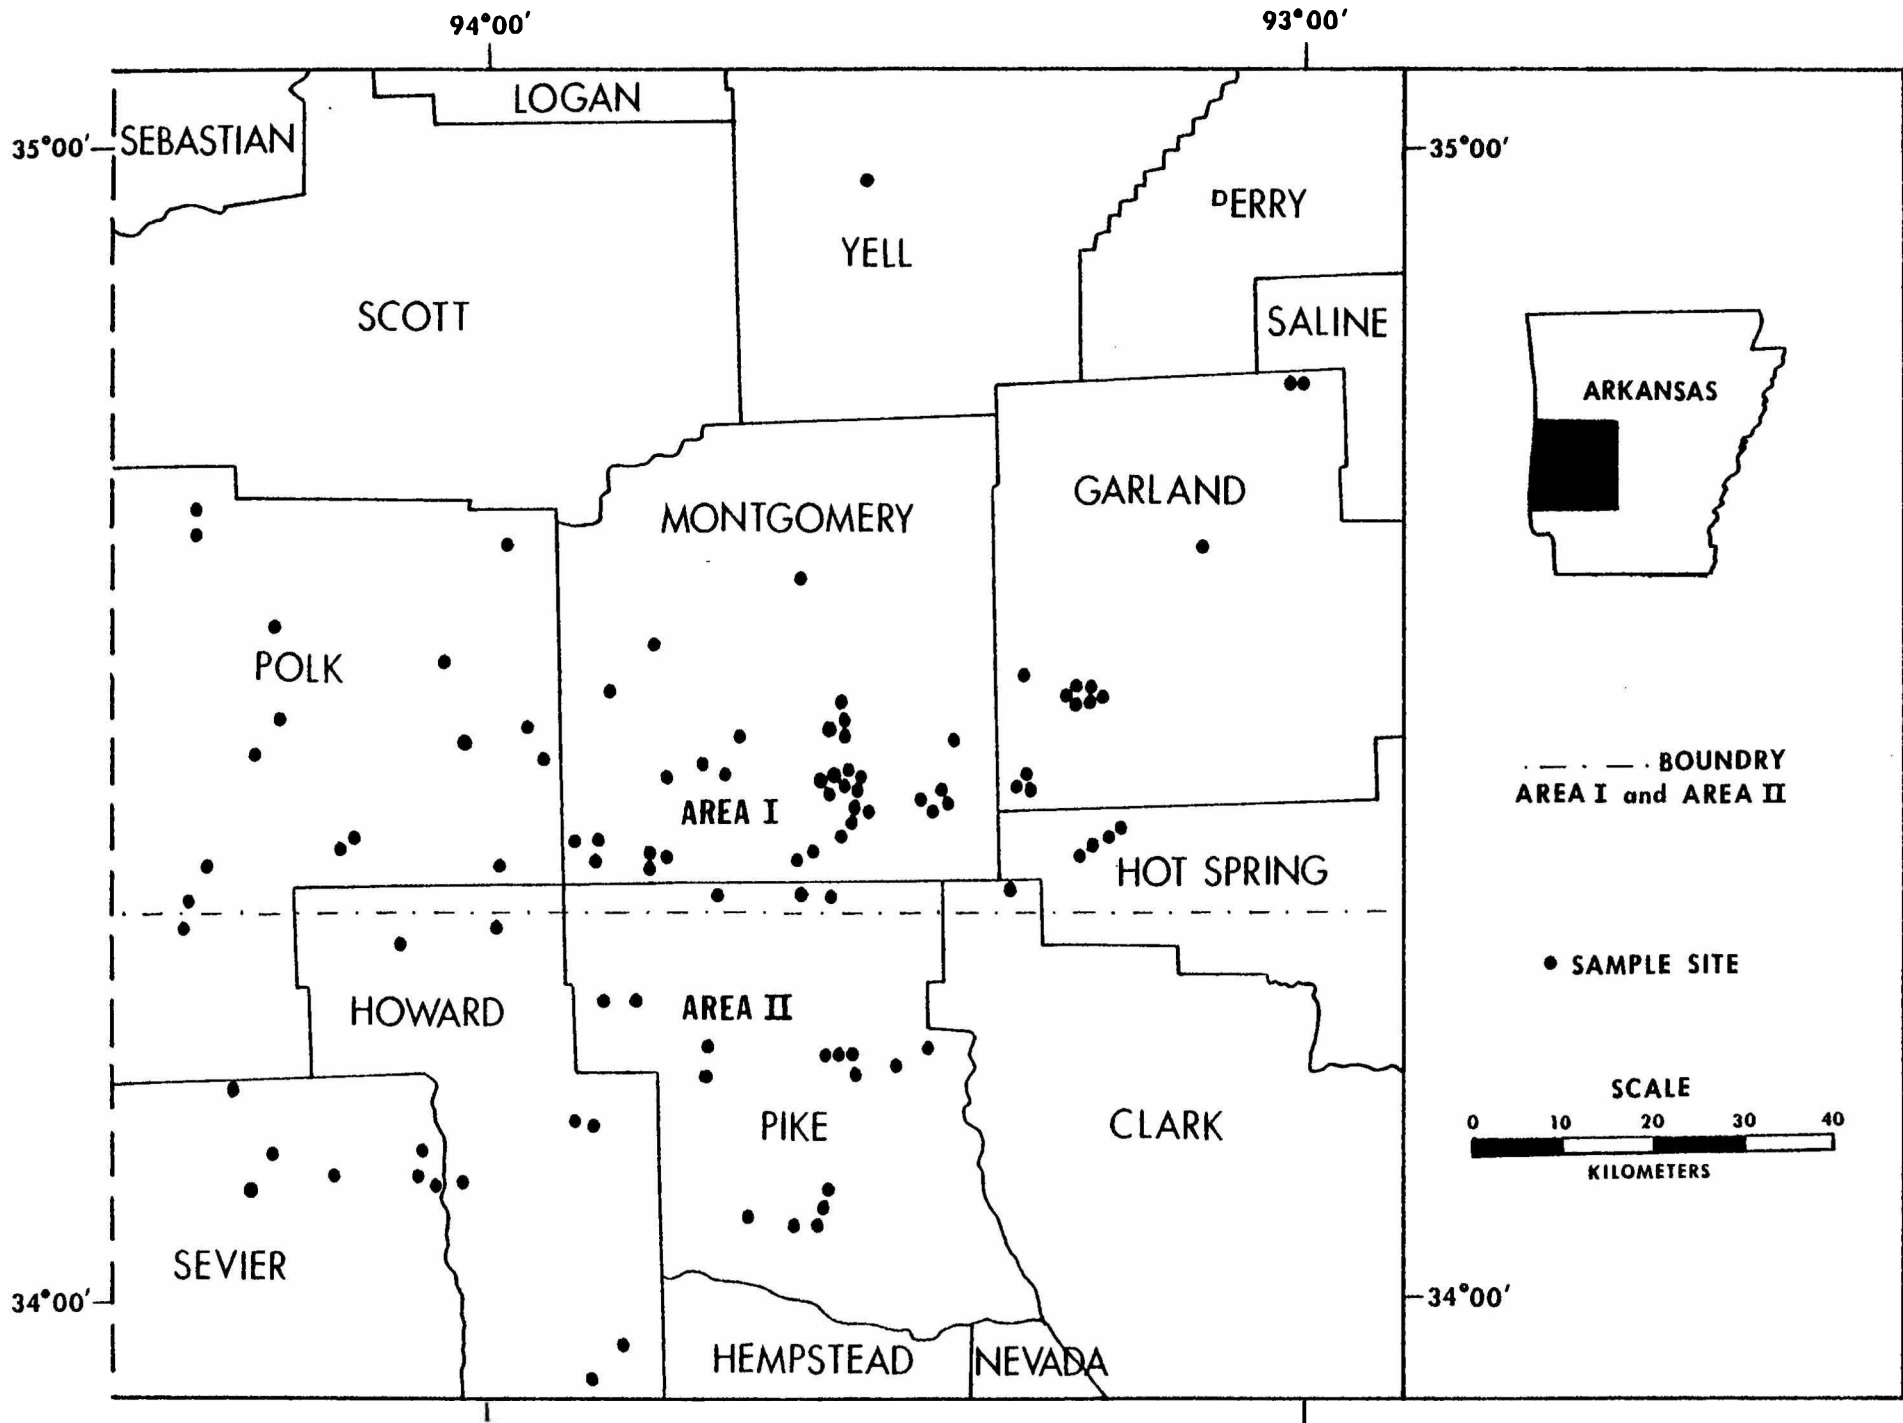 94°00' 93°00'
LOGAN
35°00' SEBASTIAN 35°00'
DERRY
YELL
SCOTT
SALINE
ARKANSAS
GARLAND
MONTGOMERY
POLK
BOUNDRY
AREA I and AREA II
AREA I
HOT SPRING
SAMPLE SITE
AREA II
HOWARD
SCALE
0 10 20 30 40
KILOMETERS
PIKE
CLARK
SEVIER
34°00' 34°00'
HEMPSTEAD NEVADA